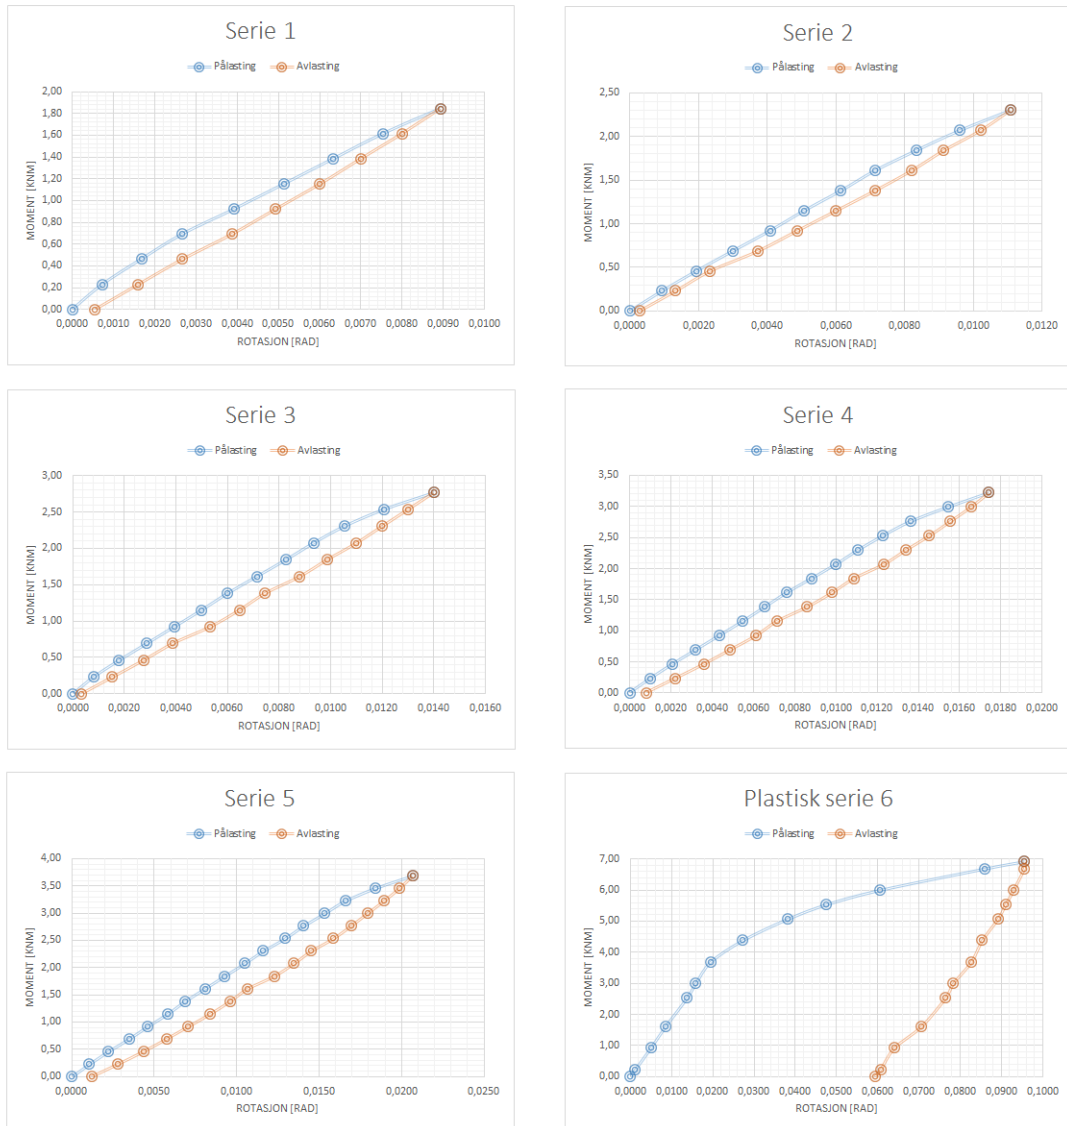 Serie 1
Pålasting Avlasting
2,00
1,80
1,60
1,40
1,20
1,00
0,80
0,60
0,40
0,20
0,00
MOMENT [KNM]
0,0000 0,0010 0,0020 0,0030 0,0040 0,0050 0,0060 0,0070 0,0080 0,0090 0,0100
ROTASJON [RAD]
Serie 2
Pålasting Avlasting
2,50
2,00
1,50
1,00
0,50
0,00
MOMENT [KNM]
0,0000 0,0020 0,0040 0,0060 0,0080 0,0100 0,0120
ROTASJON [RAD]
Serie 3
Pålasting Avlasting
3,00
2,50
2,00
1,50
1,00
0,50
0,00
MOMENT [KNM]
0,0000 0,0020 0,0040 0,0060 0,0080 0,0100 0,0120 0,0140 0,0160
ROTASJON [RAD]
Serie 4
Pålasting Avlasting
3,50
3,00
2,50
2,00
1,50
1,00
0,50
0,00
MOMENT [KNM]
0,0000 0,0020 0,0040 0,0060 0,0080 0,0100 0,0120 0,0140 0,0160 0,0180 0,0200
ROTASJON [RAD]
Serie 5
Pålasting Avlasting
4,00
3,50
3,00
2,50
2,00
1,50
1,00
0,50
0,00
MOMENT [KNM]
0,0000 0,0050 0,0100 0,0150 0,0200 0,0250
ROTASJON [RAD]
Plastisk serie 6
Pålasting Avlasting
7,00
6,00
5,00
4,00
3,00
2,00
1,00
0,00
MOMENT [KNM]
0,0000 0,0100 0,0200 0,0300 0,0400 0,0500 0,0600 0,0700 0,0800 0,0900 0,1000
ROTASJON [RAD]